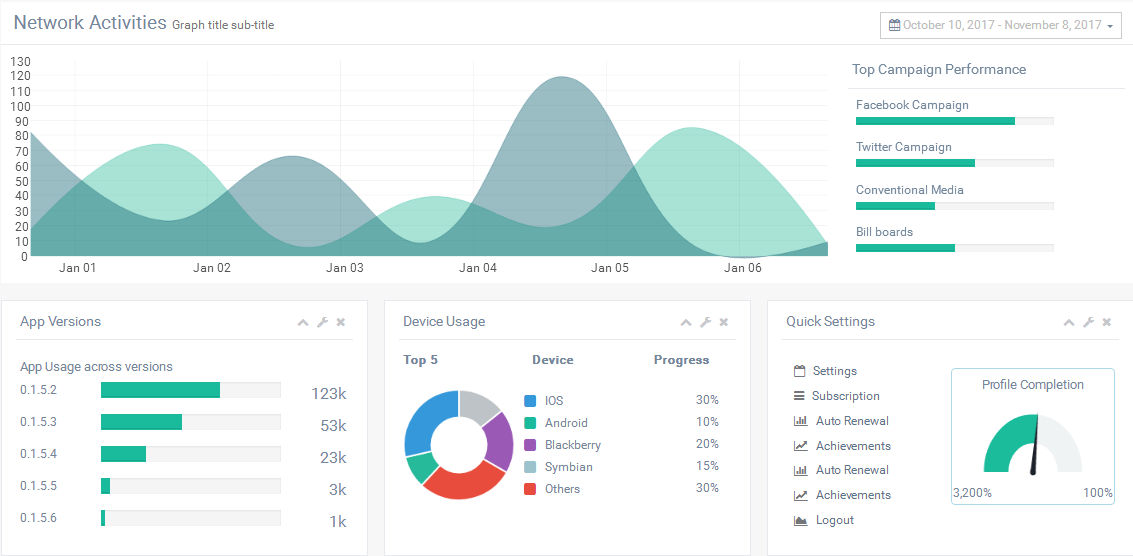 Network Activities Graph title sub-title
October 10, 2017 - November 8, 2017
130
120
110
100
90
80
70
60
50
40
30
20
10
0
Jan 01 Jan 02 Jan 03 Jan 04 Jan 05 Jan 06
Top Campaign Performance
Facebook Campaign
Twitter Campaign
Conventional Media
Bill boards
App Versions
App Usage across versions
0.1.5.2 123k
0.1.5.3 53k
0.1.5.4 23k
0.1.5.5 3k
0.1.5.6 1k
Device Usage
Top 5 Device Progress
IOS 30%
Android 10%
Blackberry 20%
Symbian 15%
Others 30%
Quick Settings
Settings
Subscription
Auto Renewal
Achievements
Auto Renewal
Achievements
Logout
Profile Completion
3,200% 100%